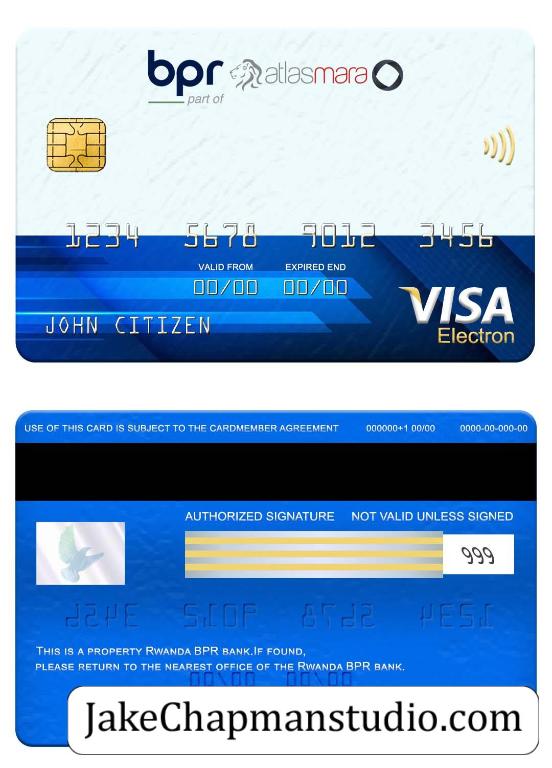 bpr atlasmara
part of
1234 5678 9012 3456
VALID FROM EXPIRED END
00/00 00/00
JOHN CITIZEN
VISA
Electron
USE OF THIS CARD IS SUBJECT TO THE CARDMEMBER AGREEMENT 000000+1 00/00 0000-00-000-00
AUTHORIZED SIGNATURE NOT VALID UNLESS SIGNED
999
THIS IS A PROPERTY RWANDA BPR BANK.IF FOUND,
PLEASE RETURN TO THE NEAREST OFFICE OF THE RWANDA BPR BANK.
JakeChapmanstudio.com